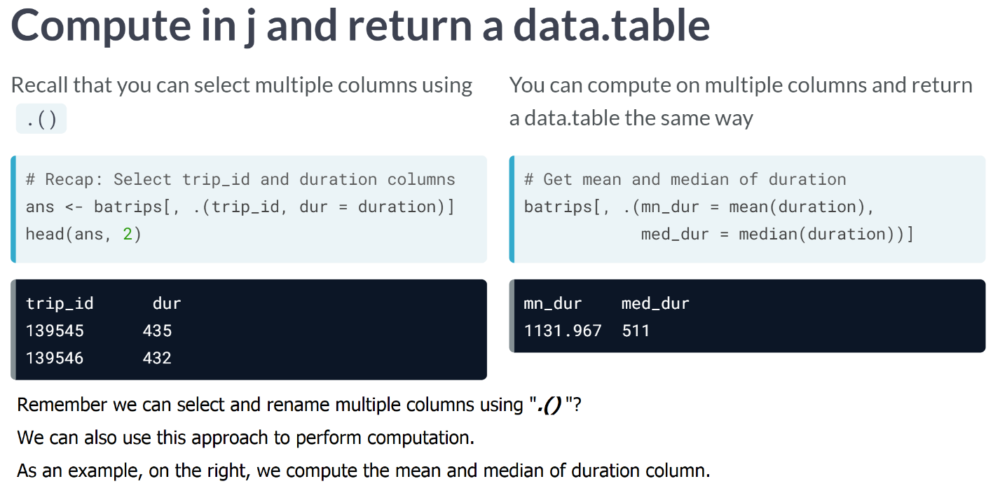 Compute in j and return a data.table
Recall that you can select multiple columns using
.()
# Recap: Select trip_id and duration columns
ans <- batrips[, .(trip_id, dur = duration)]
head(ans, 2)
trip_id      dur
139545      435
139546      432
You can compute on multiple columns and return
a data.table the same way
# Get mean and median of duration
batrips[, .(mn_dur = mean(duration),
            med_dur = median(duration))]
mn_dur    med_dur
1131.967  511
Remember we can select and rename multiple columns using ".()"?
We can also use this approach to perform computation.
As an example, on the right, we compute the mean and median of duration column.